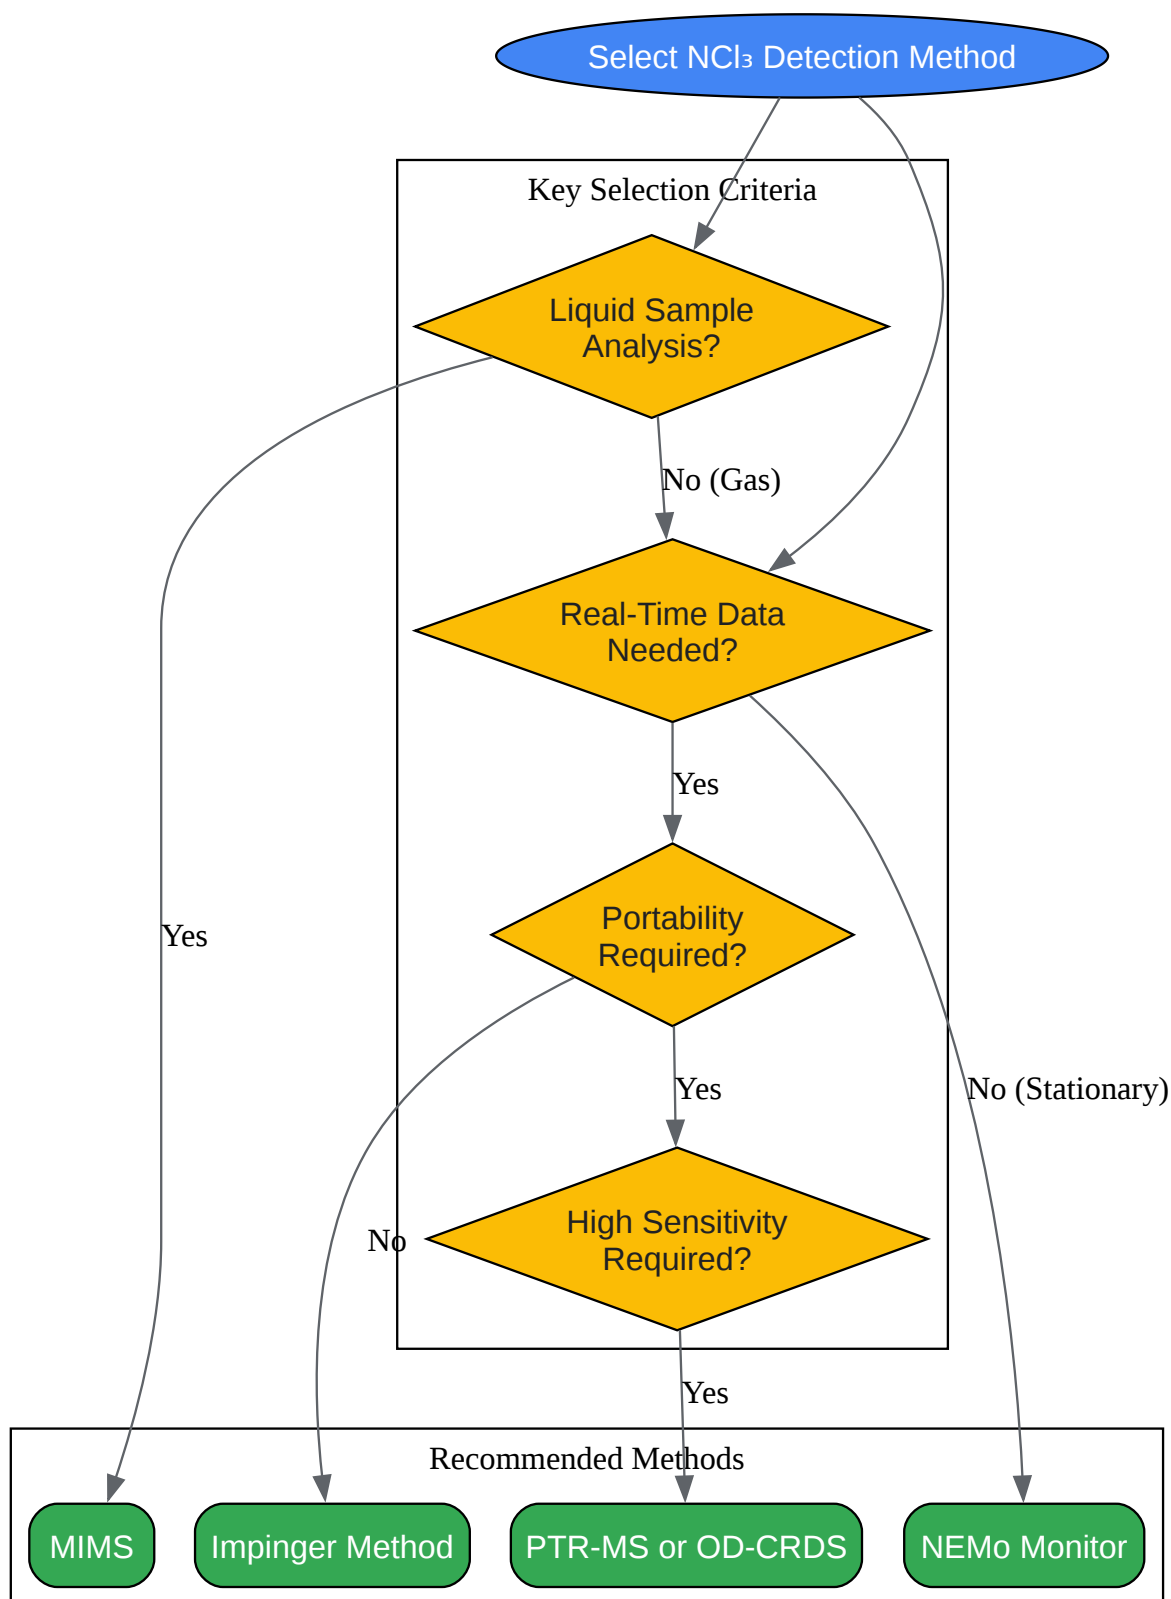 Select NCl₃ Detection Method
Key Selection Criteria
Liquid Sample
Analysis?
No (Gas)
Real-Time Data
Needed?
Yes
Portability
Required?
Yes
Yes
No (Stationary)
High Sensitivity
Required?
No
Yes
Recommended Methods
MIMS
Impinger Method
PTR-MS or OD-CRDS
NEMo Monitor